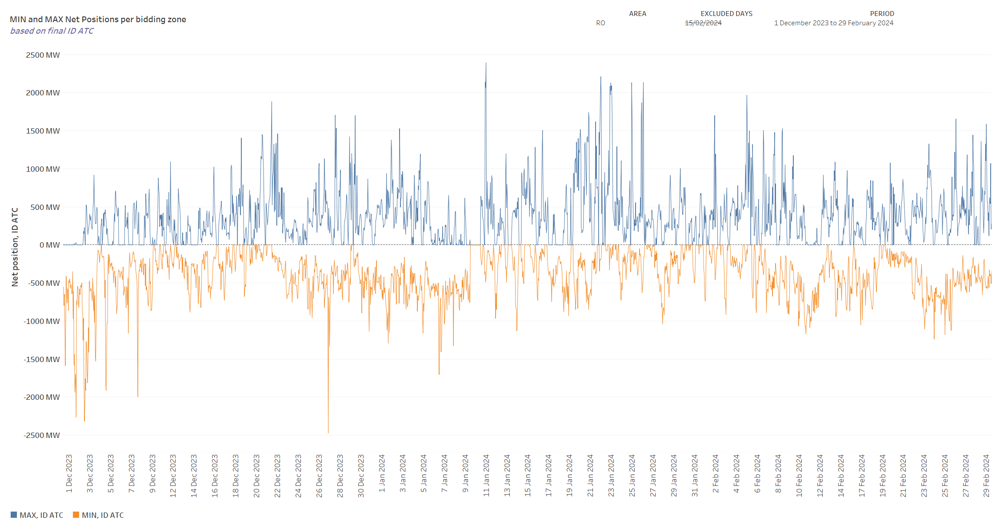 MIN and MAX Net Positions per bidding zone
based on final ID ATC
AREA EXCLUDED DAYS PERIOD
RO 15/02/2024 1 December 2023 to 29 February 2024
Net position, ID ATC
2500 MW
2000 MW
1500 MW
1000 MW
500 MW
0 MW
-500 MW
-1000 MW
-1500 MW
-2000 MW
-2500 MW
1 Dec 2023
3 Dec 2023
5 Dec 2023
7 Dec 2023
9 Dec 2023
12 Dec 2023
14 Dec 2023
16 Dec 2023
18 Dec 2023
20 Dec 2023
22 Dec 2023
24 Dec 2023
26 Dec 2023
28 Dec 2023
30 Dec 2023
1 Jan 2024
3 Jan 2024
5 Jan 2024
7 Jan 2024
9 Jan 2024
11 Jan 2024
13 Jan 2024
15 Jan 2024
17 Jan 2024
19 Jan 2024
21 Jan 2024
23 Jan 2024
25 Jan 2024
27 Jan 2024
29 Jan 2024
31 Jan 2024
2 Feb 2024
4 Feb 2024
6 Feb 2024
8 Feb 2024
10 Feb 2024
12 Feb 2024
14 Feb 2024
17 Feb 2024
19 Feb 2024
21 Feb 2024
23 Feb 2024
25 Feb 2024
27 Feb 2024
29 Feb 2024
MAX, ID ATC MIN, ID ATC